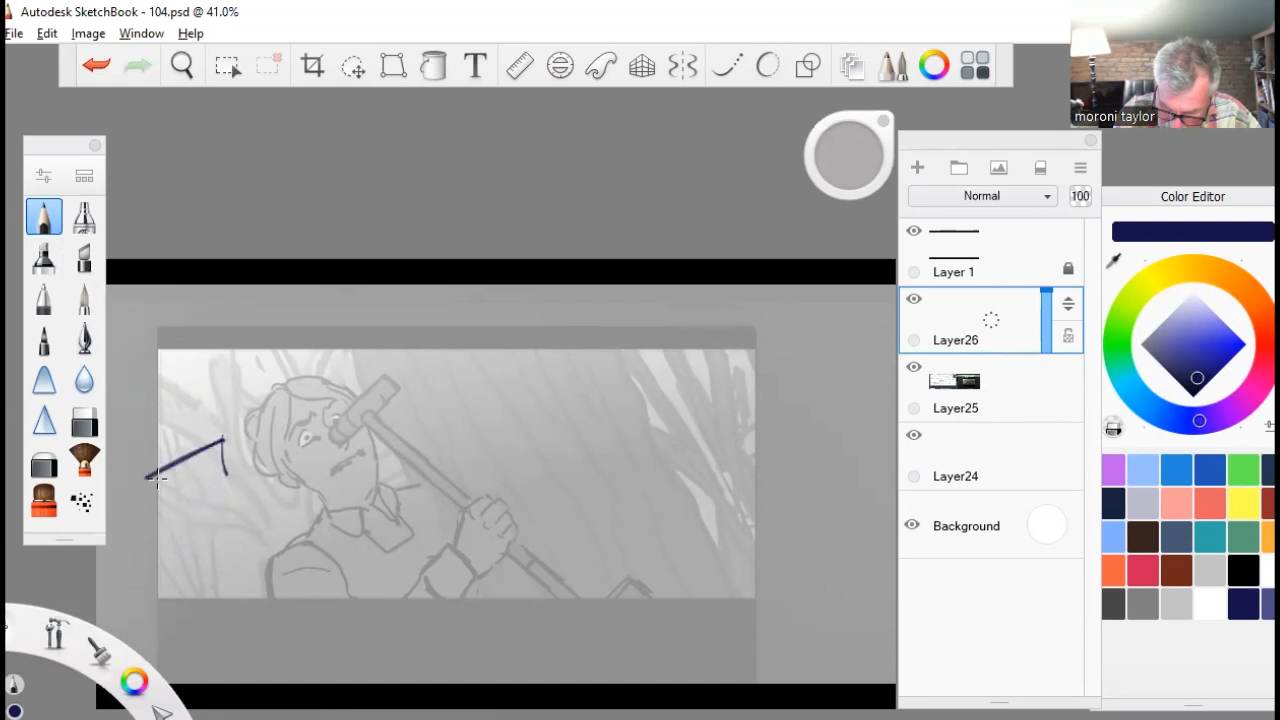 Autodesk SketchBook - 104.psd @ 41.0%
File Edit Image Window Help
T
moroni taylor
Normal 100
Color Editor
Layer 1
Layer26
Layer25
Layer24
Background